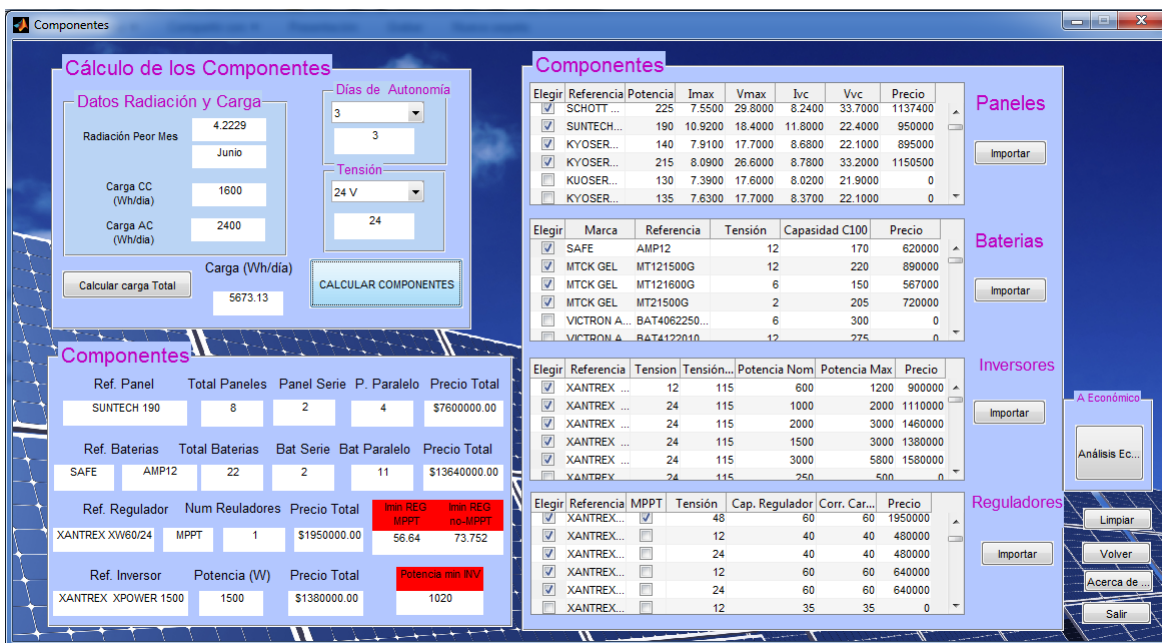 Componentes
Cálculo de los Componentes
Datos Radiación y Carga
Radiación Peor Mes
4.2229
Junio
Carga CC
(Wh/dia)
1600
Carga AC
(Wh/dia)
2400
Días de Autonomía
3
3
Tensión
24 V
24
Calcular carga Total
Carga (Wh/día)
5673.13
CALCULAR COMPONENTES
Componentes
Ref. Panel Total Paneles Panel Serie P. Paralelo Precio Total
SUNTECH 190 8 2 4 $7600000.00
Ref. Baterias Total Baterias Bat Serie Bat Paralelo Precio Total
SAFE AMP12 22 2 11 $13640000.00
Ref. Regulador Num Reuladores Precio Total Imin REG MPPT Imin REG no-MPPT
XANTREX XW60/24 MPPT 1 $1950000.00 56.64 73.752
Ref. Inversor Potencia (W) Precio Total Potencia min INV
XANTREX XPOWER 1500 1500 $1380000.00 1020
Componentes
Elegir Referencia Potencia Imax Vmax Ivc Vvc Precio
SCHOTT ... 225 7.5500 29.8000 8.2400 33.7000 1137400
SUNTECH... 190 10.9200 18.4000 11.8000 22.4000 950000
KYOSER... 140 7.9100 17.7000 8.6800 22.1000 895000
KYOSER... 215 8.0900 26.6000 8.7800 33.2000 1150500
KUOSER... 130 7.3900 17.6000 8.0200 21.9000 0
KYOSER... 135 7.6300 17.7000 8.3700 22.1000 0
Paneles
Importar
Elegir Marca Referencia Tensión Capasidad C100 Precio
SAFE AMP12 12 170 620000
MTCK GEL MT121500G 12 220 890000
MTCK GEL MT121600G 6 150 567000
MTCK GEL MT21500G 2 205 720000
VICTRON A... BAT4062250... 6 300 0
VICTRON A... BAT4122010... 12 275 0
Baterias
Importar
Elegir Referencia Tension Tensión... Potencia Nom Potencia Max Precio
XANTREX ... 12 115 600 1200 900000
XANTREX ... 24 115 1000 2000 1110000
XANTREX ... 24 115 2000 3000 1460000
XANTREX ... 24 115 1500 3000 1380000
XANTREX ... 24 115 3000 5800 1580000
XANTREX ... 24 115 250 500 0
Inversores
Importar
Elegir Referencia MPPT Tensión Cap. Regulador Corr. Car... Precio
XANTREX... 48 60 60 1950000
XANTREX... 12 40 40 480000
XANTREX... 24 40 40 480000
XANTREX... 12 60 60 640000
XANTREX... 24 60 60 640000
XANTREX... 12 35 35 0
Reguladores
Importar
A Económico
Análisis Ec...
Limpiar
Volver
Acerca de ...
Salir